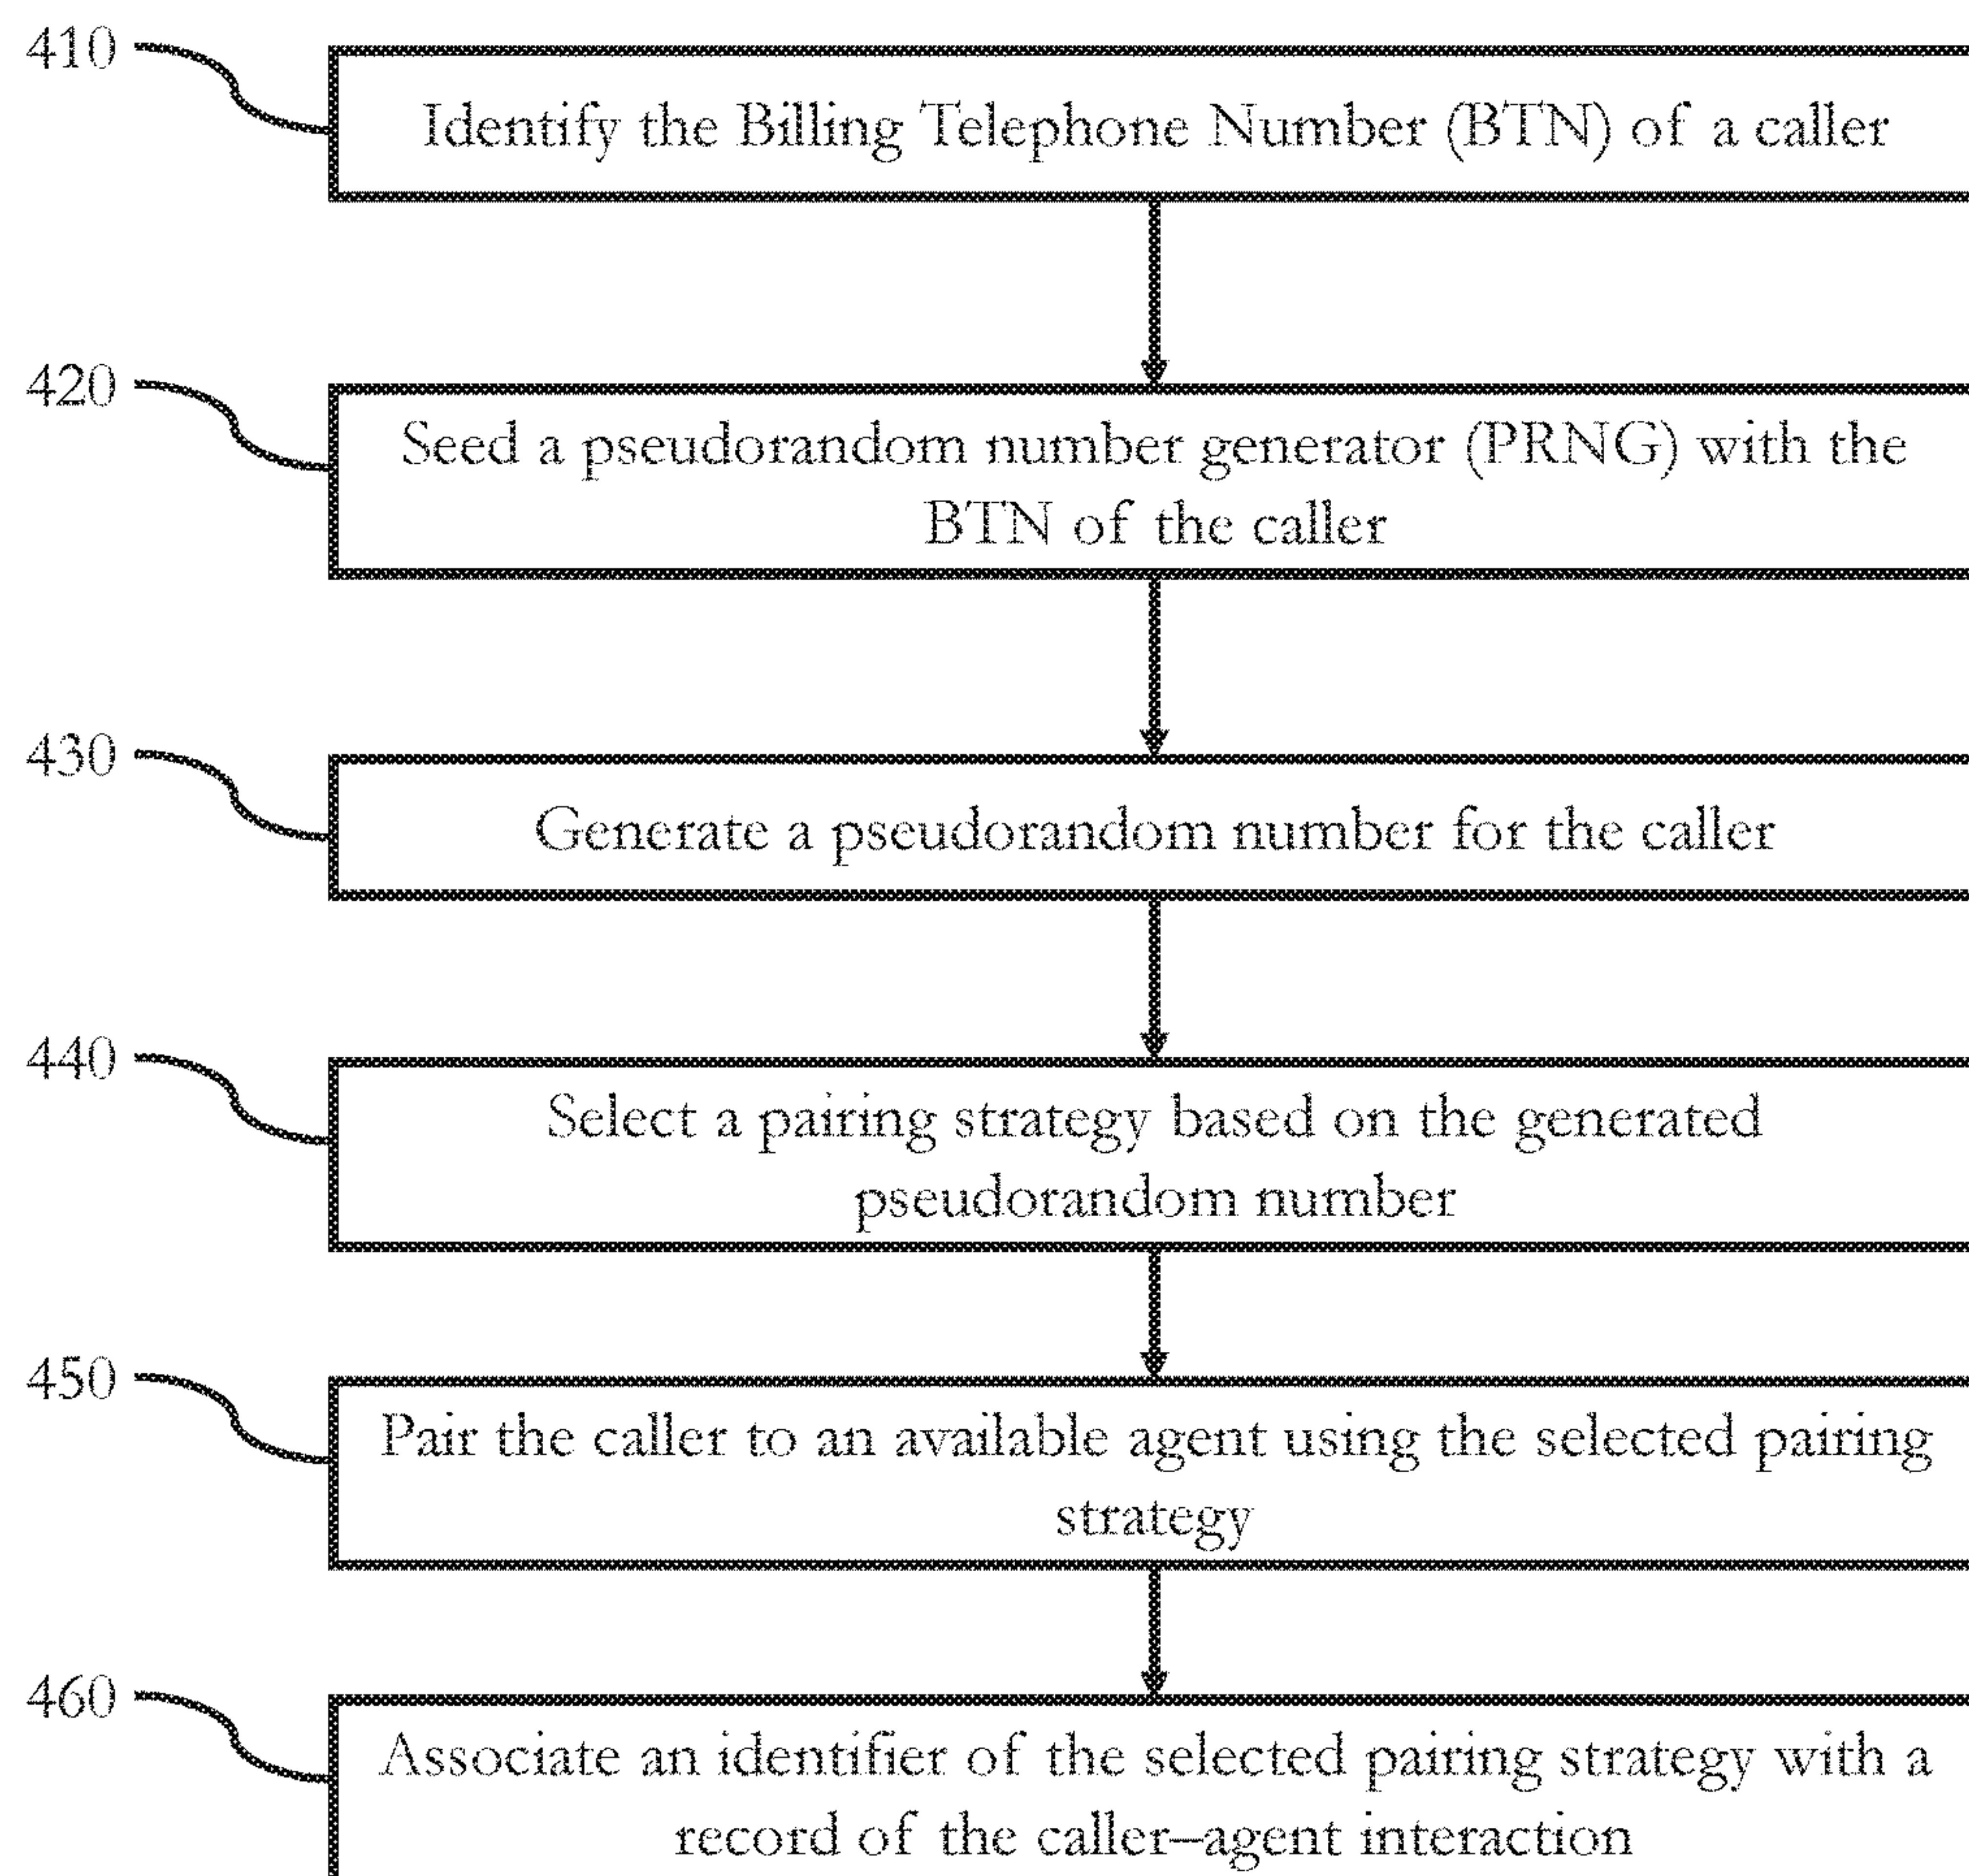 410
Identify the Billing Telephone Number (BTN) of a caller
420
Seed a pseudorandom number generator (PRNG) with the
BTN of the caller
430
Generate a pseudorandom number for the caller
440
Select a pairing strategy based on the generated
pseudorandom number
450
Pair the caller to an available agent using the selected pairing
strategy
460
Associate an identifier of the selected pairing strategy with a
record of the caller–agent interaction